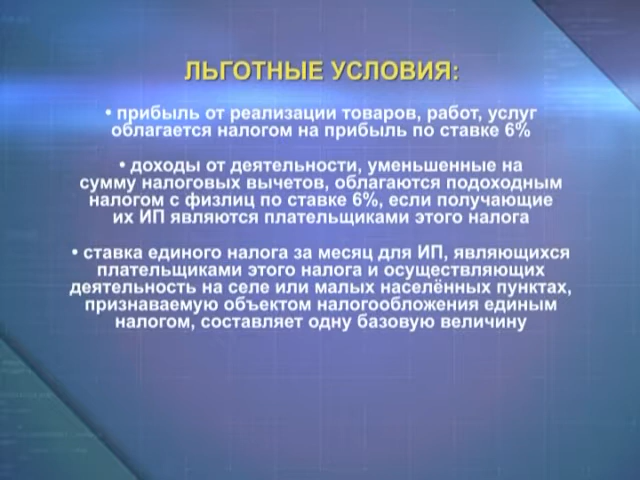 ЛЬГОТНЫЕ УСЛОВИЯ:
• прибыль от реализации товаров, работ, услуг
облагается налогом на прибыль по ставке 6%
• доходы от деятельности, уменьшенные на
сумму налоговых вычетов, облагаются подоходным
налогом с физлиц по ставке 6%, если получающие
их ИП являются плательщиками этого налога
• ставка единого налога за месяц для ИП, являющихся
плательщиками этого налога и осуществляющих
деятельность на селе или малых населённых пунктах,
признаваемую объектом налогообложения единым
налогом, составляет одну базовую величину